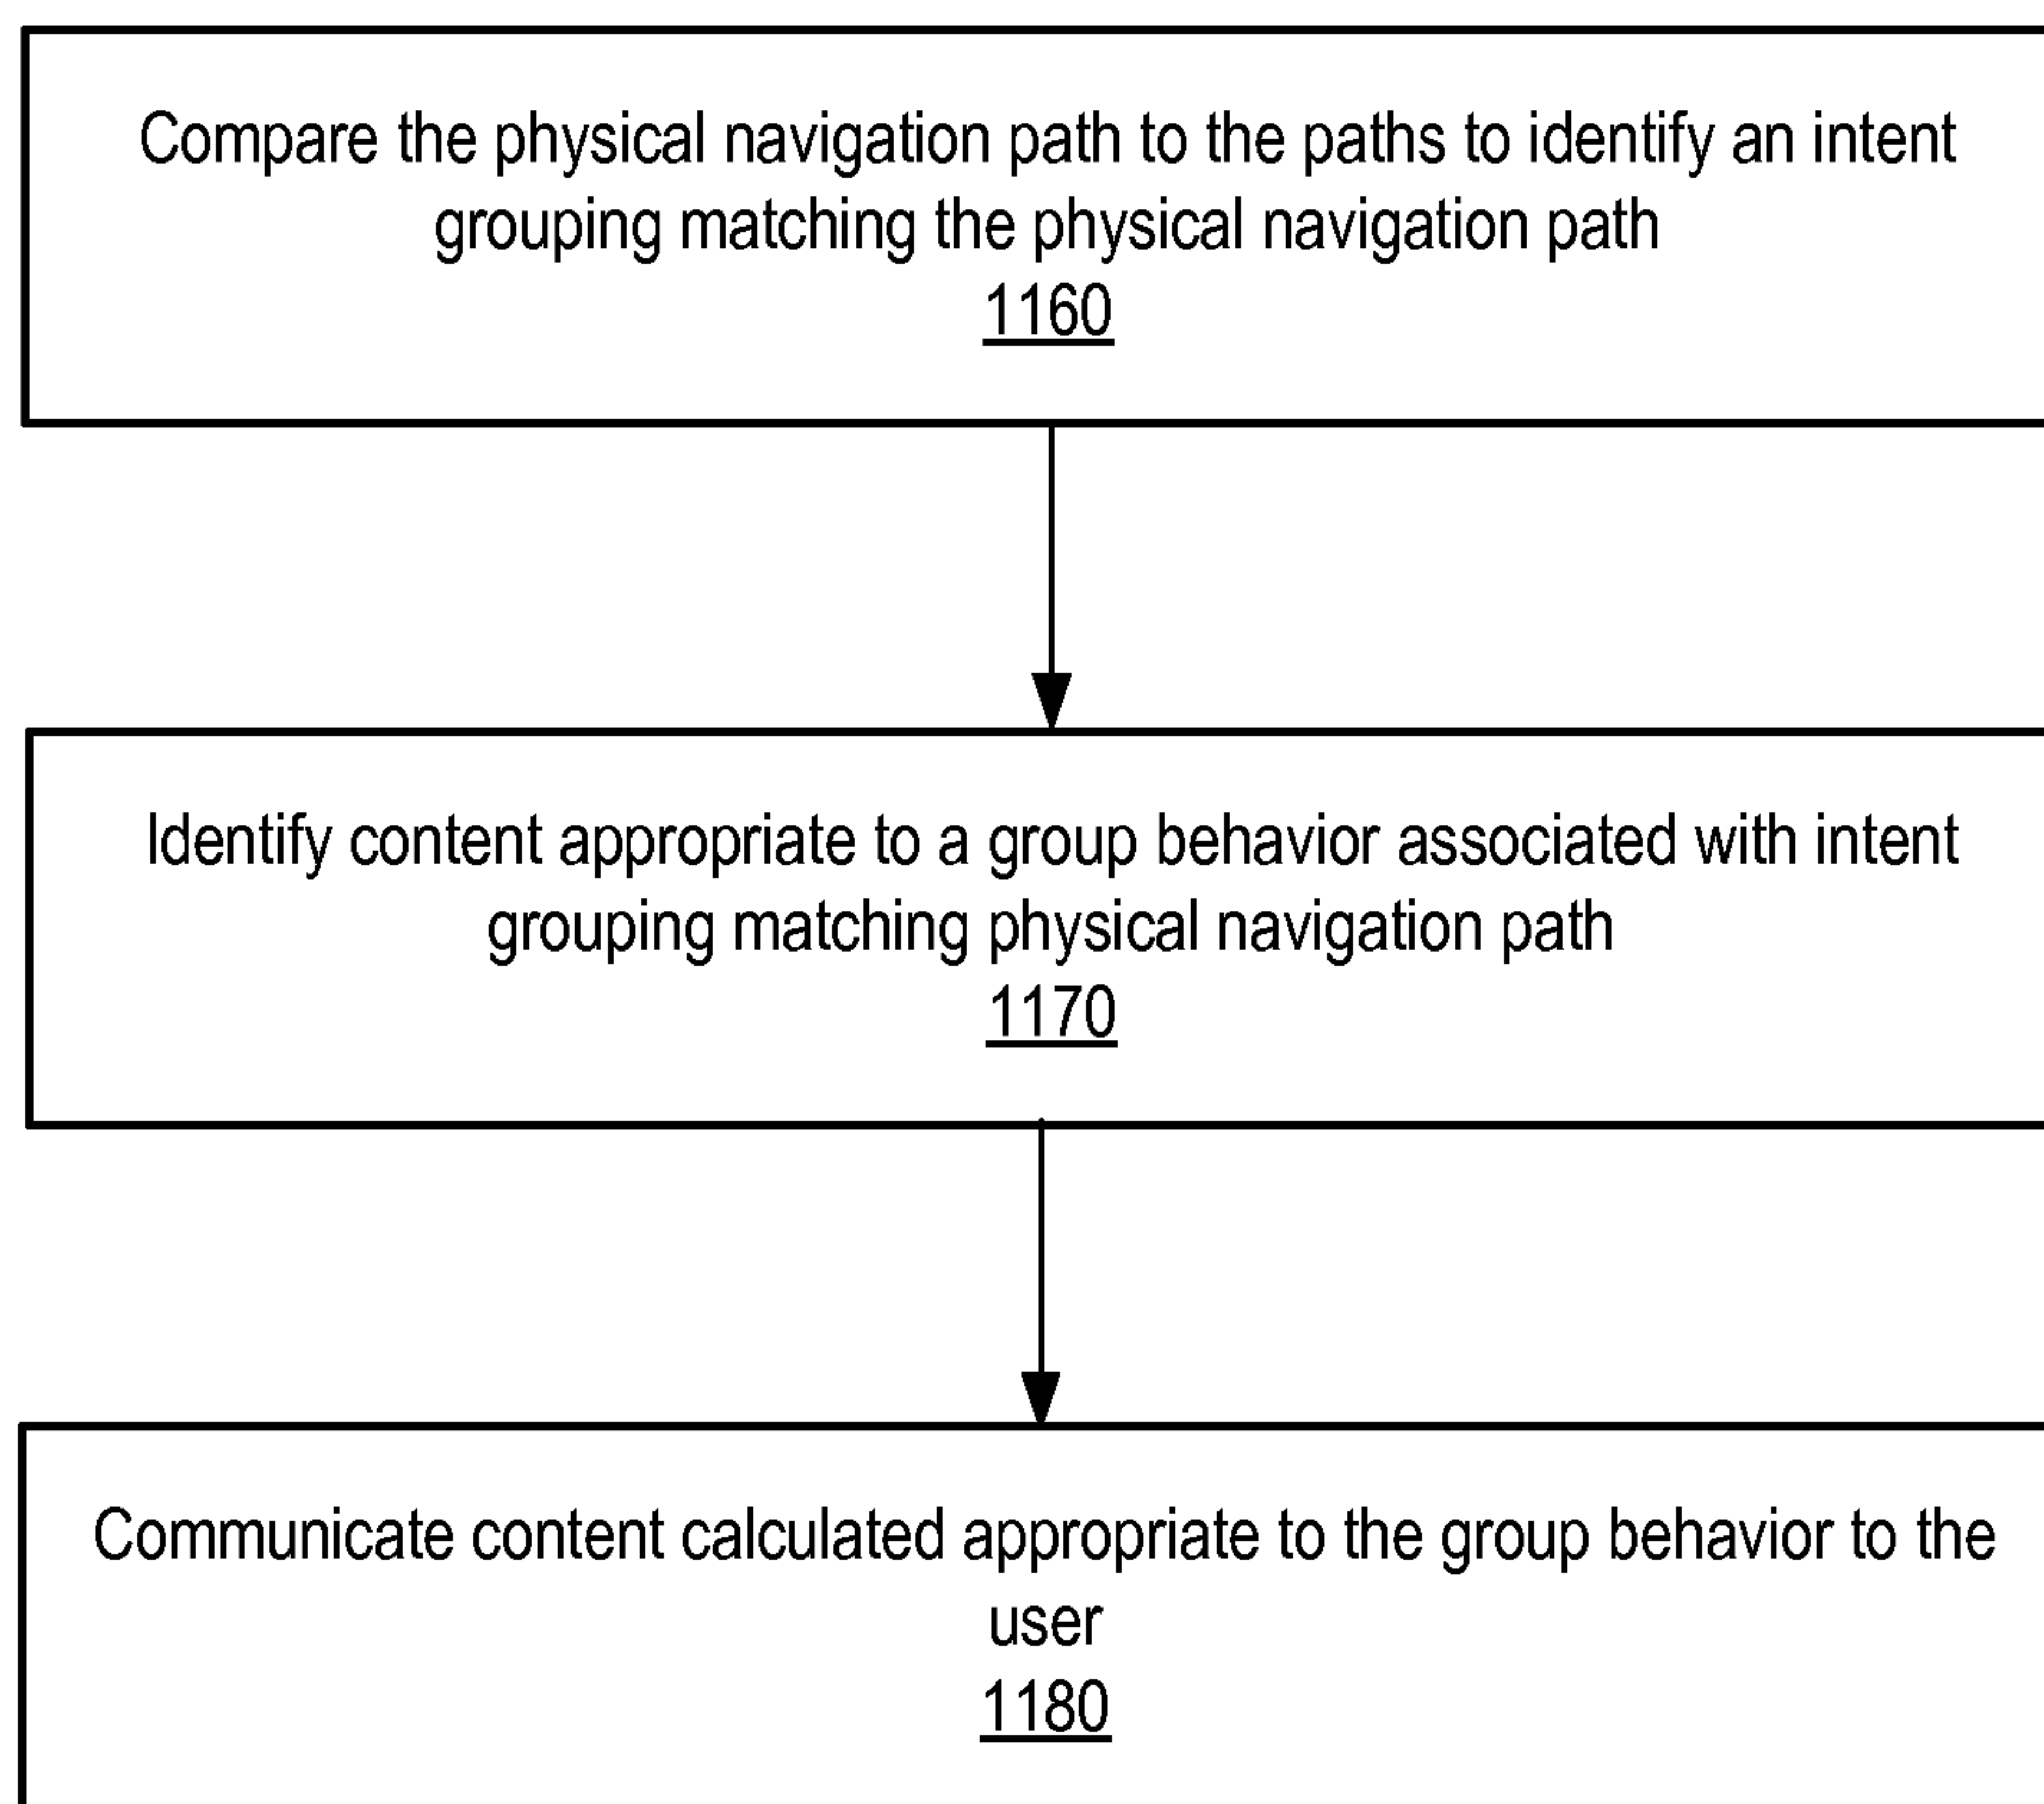 Compare the physical navigation path to the paths to identify an intent
grouping matching the physical navigation path
1160
Identify content appropriate to a group behavior associated with intent
grouping matching physical navigation path
1170
Communicate content calculated appropriate to the group behavior to the
user
1180